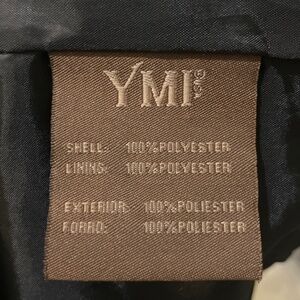 YMI®
SHELL: 100%POLYESTER
LINING: 100%POLYESTER
EXTERIOR: 100%POLIESTER
FORRO: 100%POLIESTER